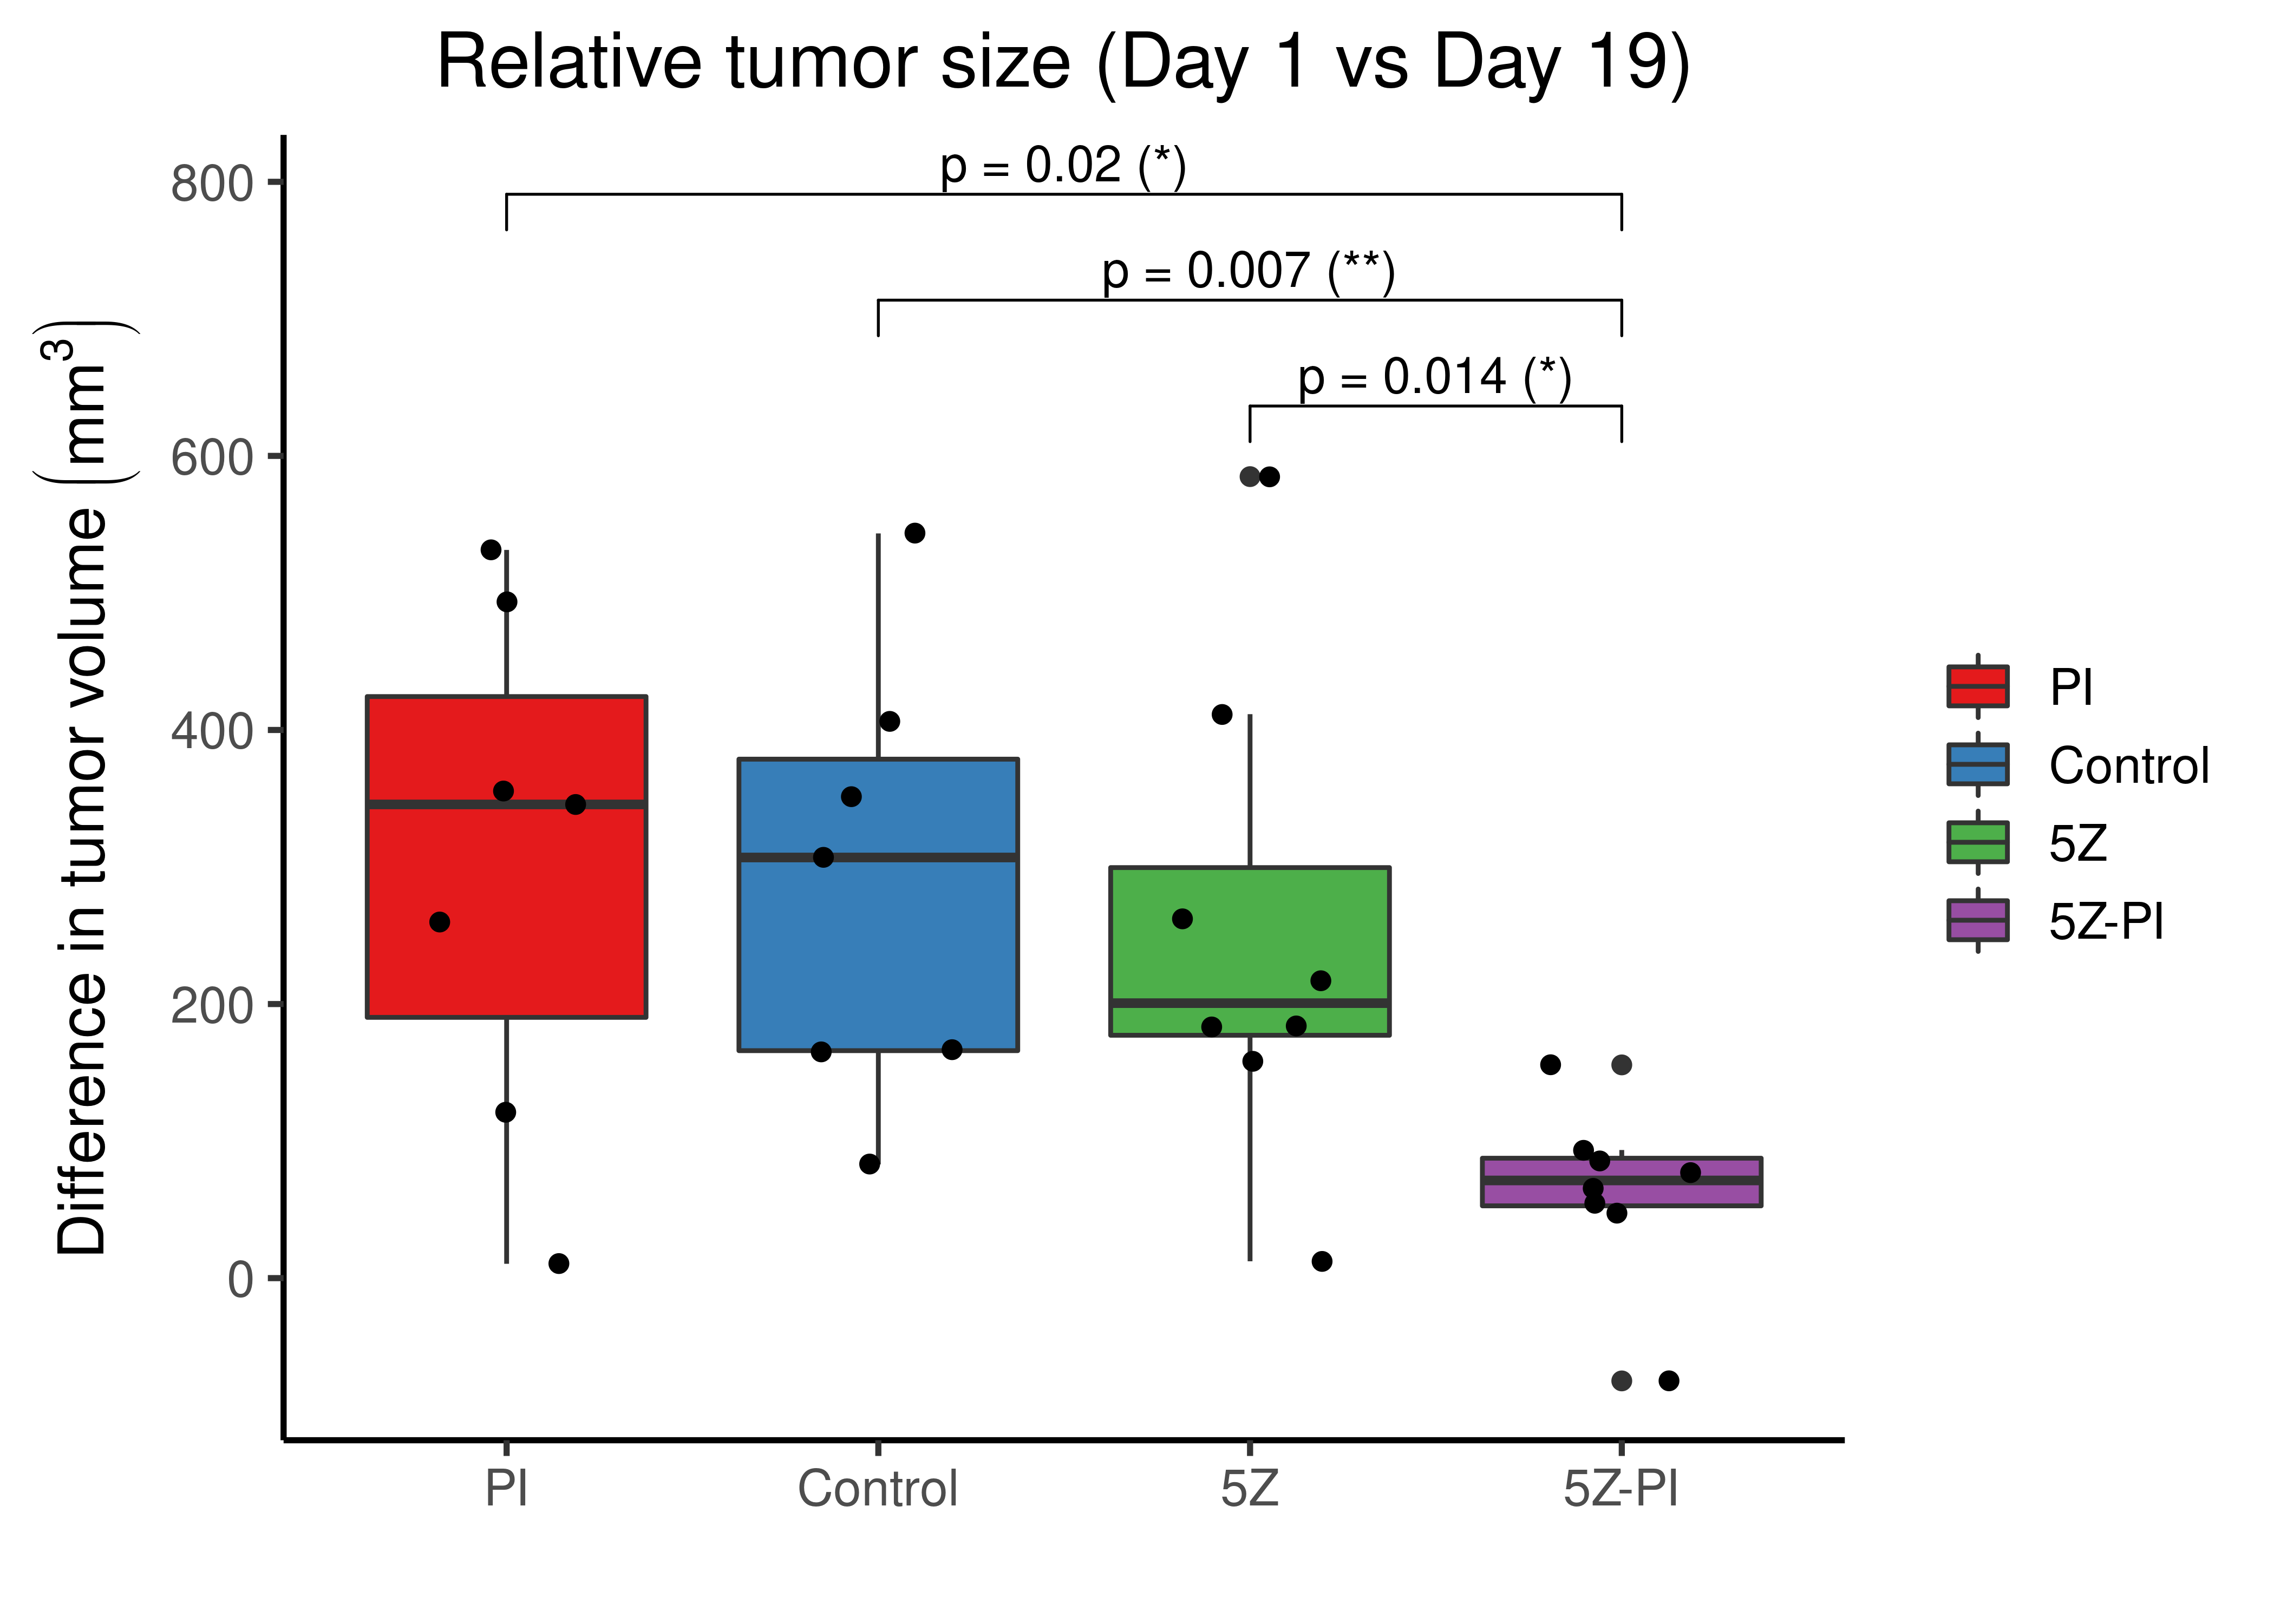 Relative tumor size (Day 1 vs Day 19)
Difference in tumor volume (mm³)
800
600
400
200
0
p = 0.02 (*)
p = 0.007 (**)
p = 0.014 (*)
PI
Control
5Z
5Z-PI
PI
Control
5Z
5Z-PI